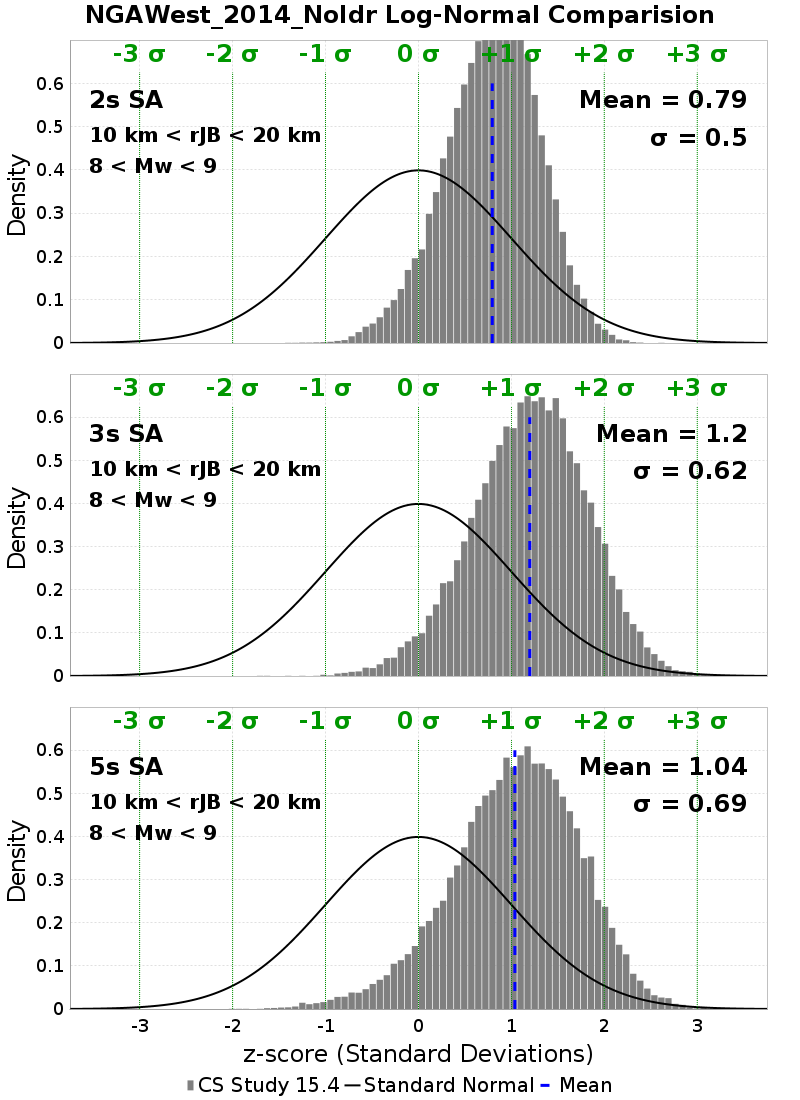 NGAWest_2014_NoIdr Log-Normal Comparision
-3 σ -2 σ -1 σ 0 σ +1 σ +2 σ +3 σ
2s SA
10 km < rJB < 20 km
8 < Mw < 9
Mean = 0.79
σ = 0.5
Density
0.6
0.5
0.4
0.3
0.2
0.1
0
-3 σ -2 σ -1 σ 0 σ +1 σ +2 σ +3 σ
3s SA
10 km < rJB < 20 km
8 < Mw < 9
Mean = 1.2
σ = 0.62
Density
0.6
0.5
0.4
0.3
0.2
0.1
0
-3 σ -2 σ -1 σ 0 σ +1 σ +2 σ +3 σ
5s SA
10 km < rJB < 20 km
8 < Mw < 9
Mean = 1.04
σ = 0.69
Density
0.6
0.5
0.4
0.3
0.2
0.1
0
-3 -2 -1 0 1 2 3
z-score (Standard Deviations)
CS Study 15.4 Standard Normal Mean